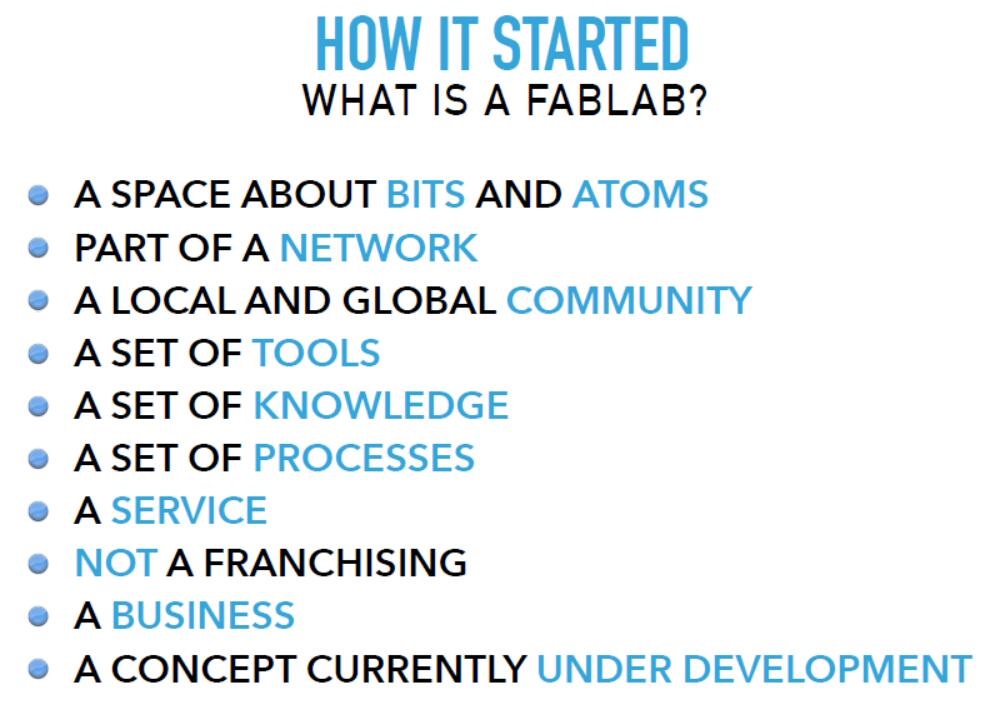 HOW IT STARTED
WHAT IS A FABLAB?
A SPACE ABOUT BITS AND ATOMS
PART OF A NETWORK
A LOCAL AND GLOBAL COMMUNITY
A SET OF TOOLS
A SET OF KNOWLEDGE
A SET OF PROCESSES
A SERVICE
NOT A FRANCHISING
A BUSINESS
A CONCEPT CURRENTLY UNDER DEVELOPMENT